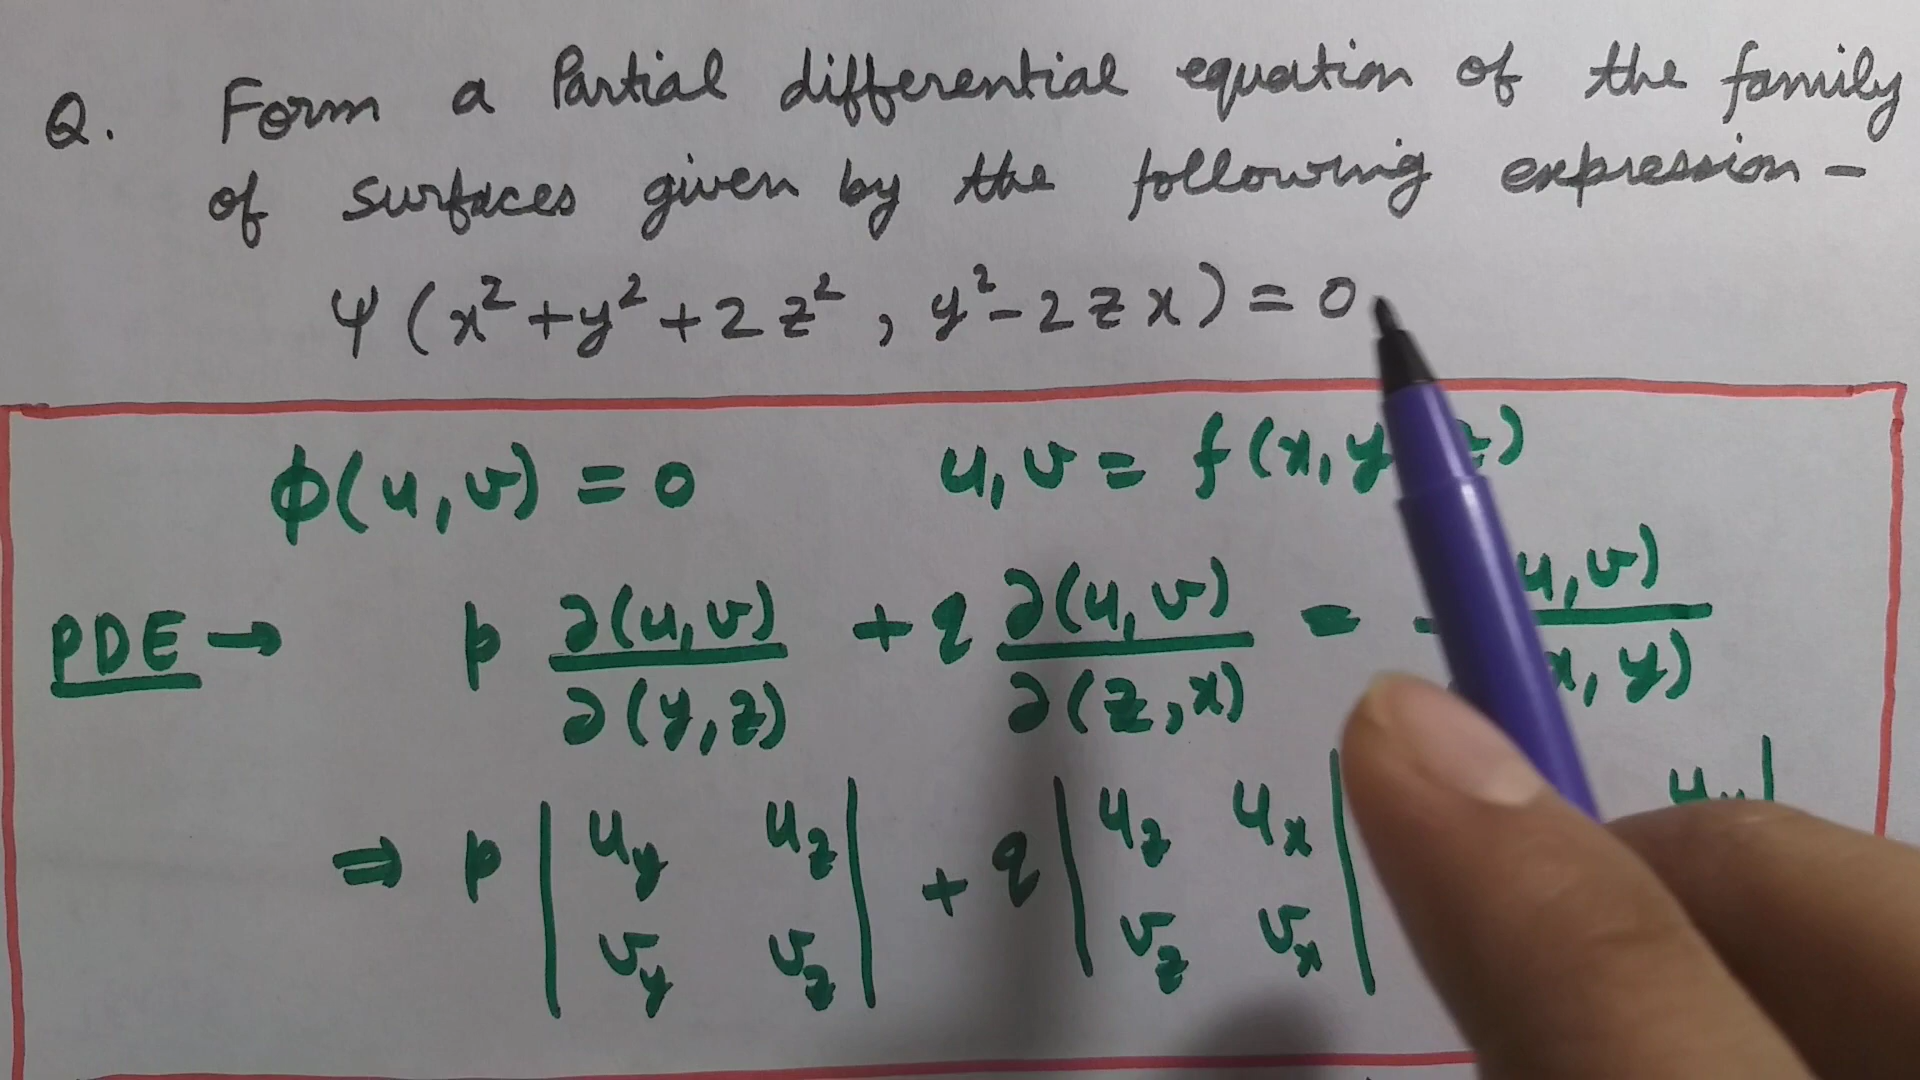 Q. Form a Partial differential equation of the family
of surfaces given by the following expression –
ψ (x² + y² + 2z², y² - 2zx) = 0
ϕ(u, v) = 0 u, v = f(x, y z)
PDE → p ∂(u, v) / ∂(y, z) + q ∂(u, v) / ∂(z, x) = u, v) / x, y)
⇒ p | u_y u_z | + q | u_z u_x |
v_y v_z v_z v_x